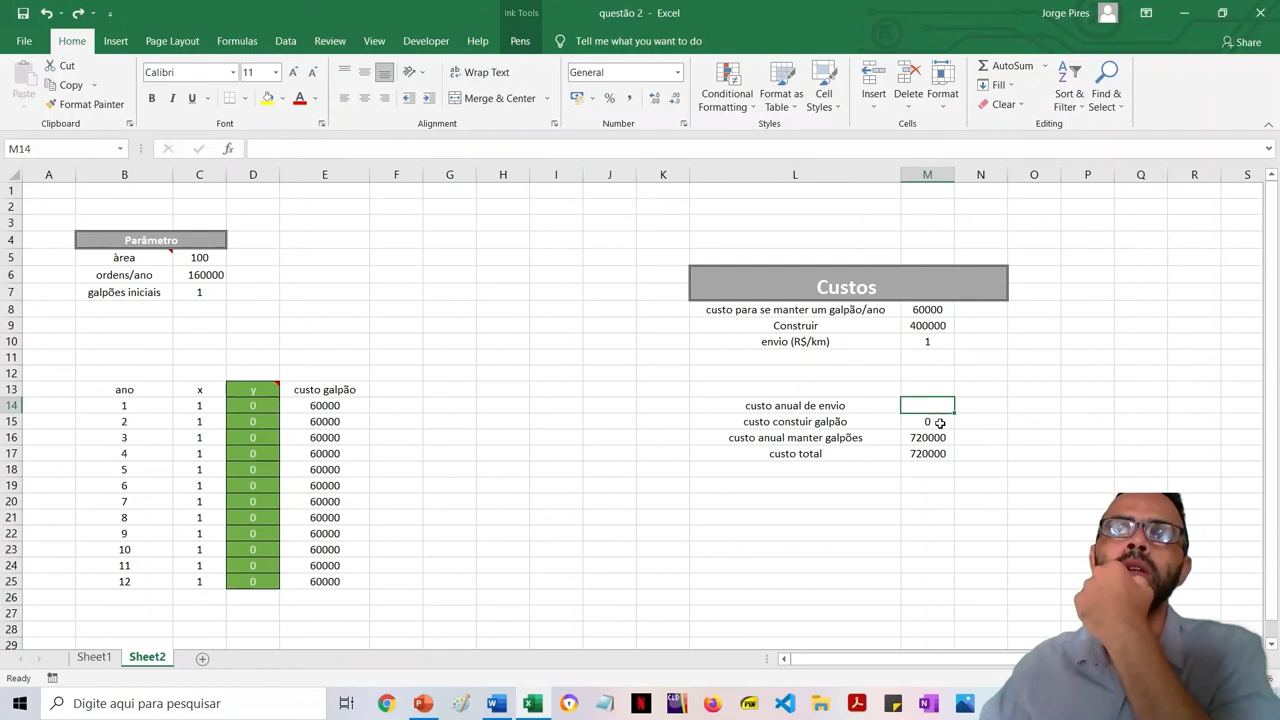 Ink Tools
questão 2 - Excel
Jorge Pires
File Home Insert Page Layout Formulas Data Review View Developer Help Pens Tell me what you want to do Share
Paste
Cut
Copy
Format Painter
Clipboard
Calibri 11
B I U A
Font
Wrap Text
Merge & Center
Alignment
General
% ,
Number
Conditional Formatting
Format as Table
Cell Styles
Styles
Insert Delete Format
Cells
AutoSum
Fill
Clear
Sort & Filter
Find & Select
Editing
M14 fx
A B C D E F G H I J K L M N O P Q R S
1
2
3
4 Parâmetro
5 àrea 100
6 ordens/ano 160000
7 galpões iniciais 1
Custos
8 custo para se manter um galpão/ano 60000
9 Construir 400000
10 envio (R$/km) 1
11
12
13 ano x y custo galpão
14 1 1 0 60000 custo anual de envio
15 2 1 0 60000 custo constuir galpão 0
16 3 1 0 60000 custo anual manter galpões 720000
17 4 1 0 60000 custo total 720000
18 5 1 0 60000
19 6 1 0 60000
20 7 1 0 60000
21 8 1 0 60000
22 9 1 0 60000
23 10 1 0 60000
24 11 1 0 60000
25 12 1 0 60000
26
27
28
29
Sheet1 Sheet2
Ready
Digite aqui para pesquisar